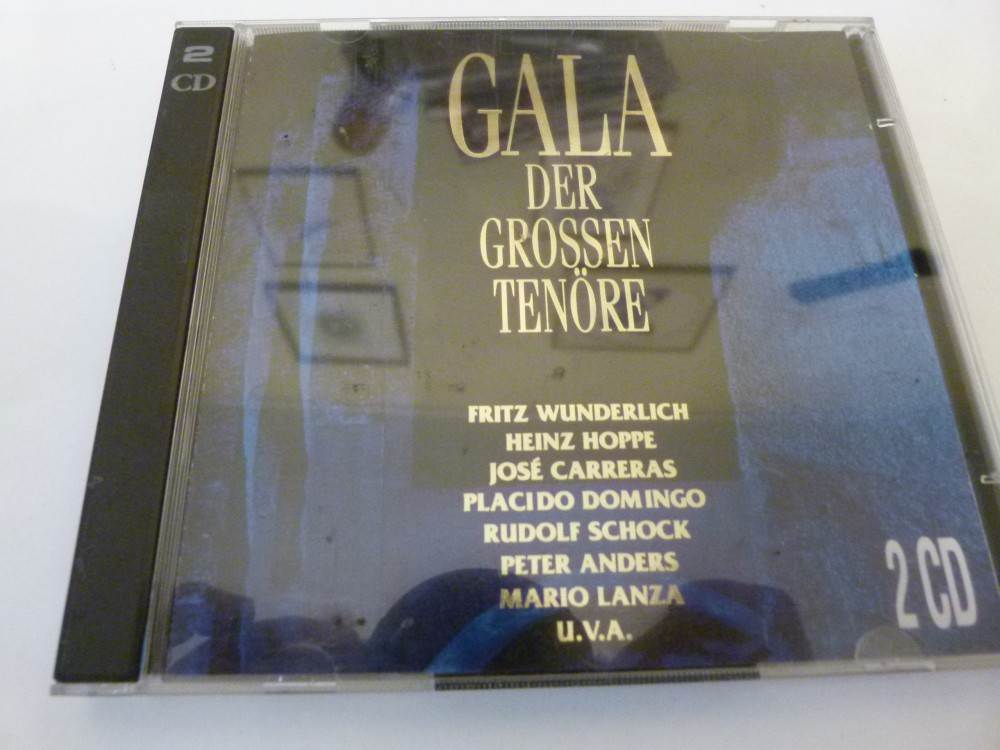 2
CD
GALA
DER
GROSSEN
TENÖRE
FRITZ WUNDERLICH
HEINZ HOPPE
JOSÉ CARRERAS
PLACIDO DOMINGO
RUDOLF SCHOCK
PETER ANDERS
MARIO LANZA
U.V.A.
2 CD